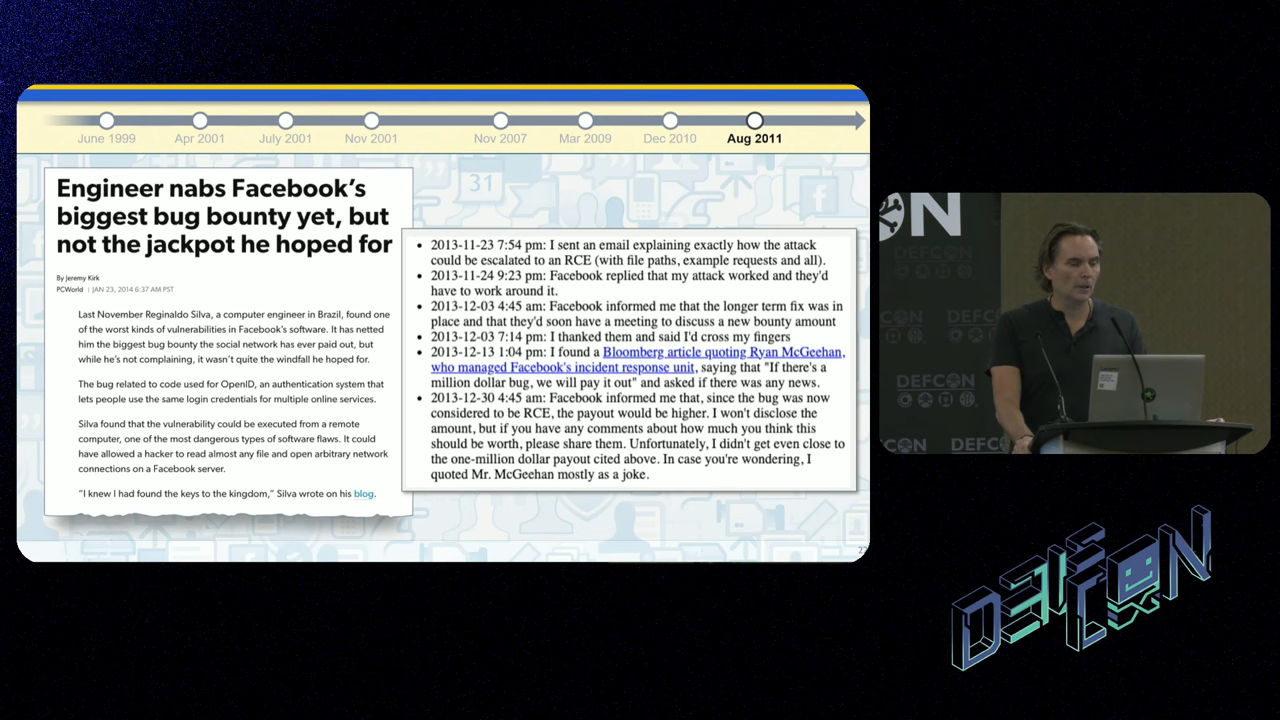 June 1999
Apr 2001
July 2001
Nov 2001
Nov 2007
Mar 2009
Dec 2010
Aug 2011
31
Engineer nabs Facebook's
biggest bug bounty yet, but
not the jackpot he hoped for
By Jeremy Kirk
PCWorld | JAN 23, 2014 6:37 AM PST
Last November Reginaldo Silva, a computer engineer in Brazil, found one
of the worst kinds of vulnerabilities in Facebook's software. It has netted
him the biggest bug bounty the social network has ever paid out, but
while he's not complaining, it wasn't quite the windfall he hoped for.
The bug related to code used for OpenID, an authentication system that
lets people use the same login credentials for multiple online services.
Silva found that the vulnerability could be executed from a remote
computer, one of the most dangerous types of software flaws. It could
have allowed a hacker to read almost any file and open arbitrary network
connections on a Facebook server.
"I knew I had found the keys to the kingdom," Silva wrote on his blog.
• 2013-11-23 7:54 pm: I sent an email explaining exactly how the attack
could be escalated to an RCE (with file paths, example requests and all).
• 2013-11-24 9:23 pm: Facebook replied that my attack worked and they'd
have to work around it.
• 2013-12-03 4:45 am: Facebook informed me that the longer term fix was in
place and that they'd soon have a meeting to discuss a new bounty amount
• 2013-12-03 7:14 pm: I thanked them and said I'd cross my fingers
• 2013-12-13 1:04 pm: I found a Bloomberg article quoting Ryan McGeehan,
who managed Facebook's incident response unit, saying that "If there's a
million dollar bug, we will pay it out" and asked if there was any news.
• 2013-12-30 4:45 am: Facebook informed me that, since the bug was now
considered to be RCE, the payout would be higher. I won't disclose the
amount, but if you have any comments about how much you think this
should be worth, please share them. Unfortunately, I didn't get even close to
the one-million dollar payout cited above. In case you're wondering, I
quoted Mr. McGeehan mostly as a joke.
ON
DEFCON
DEFCON
DEFCON
DEFCON